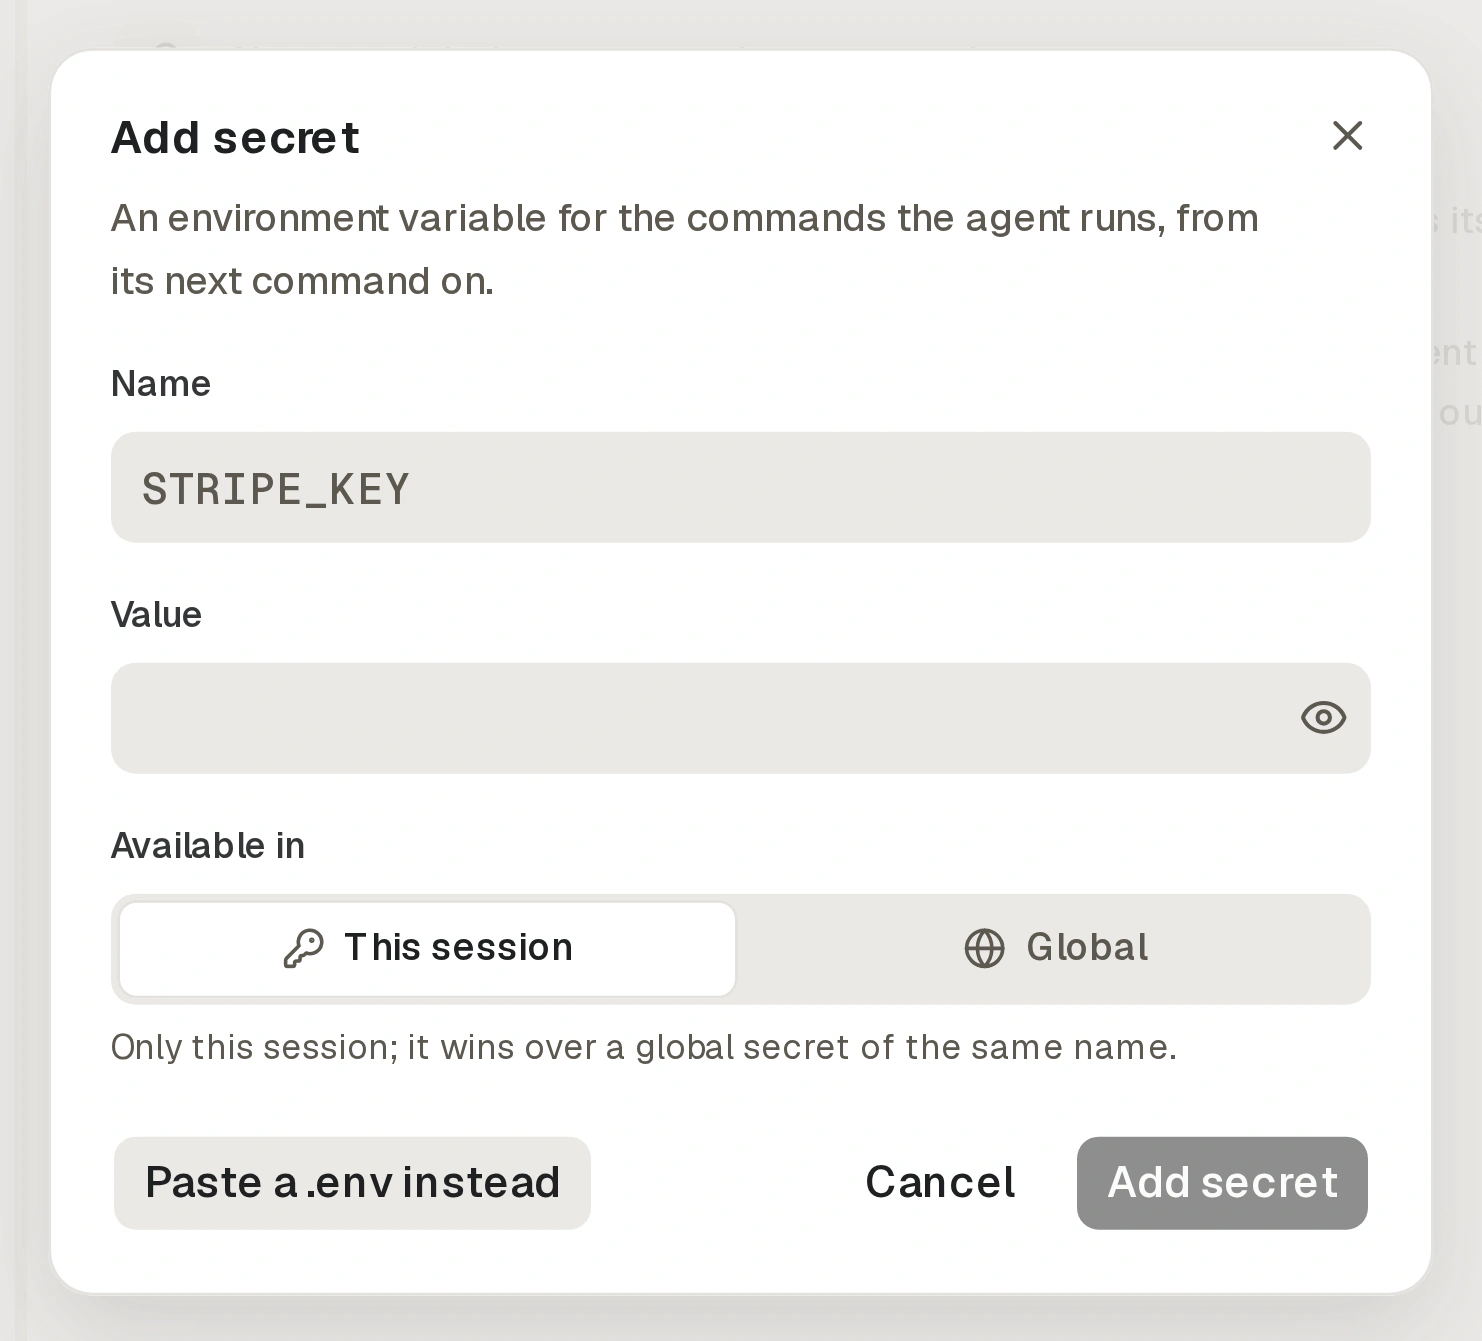 Add secret
An environment variable for the commands the agent runs, from
its next command on.
Name
STRIPE_KEY
Value
Available in
This session
Global
Only this session; it wins over a global secret of the same name.
Paste a .env instead
Cancel
Add secret
its
ou